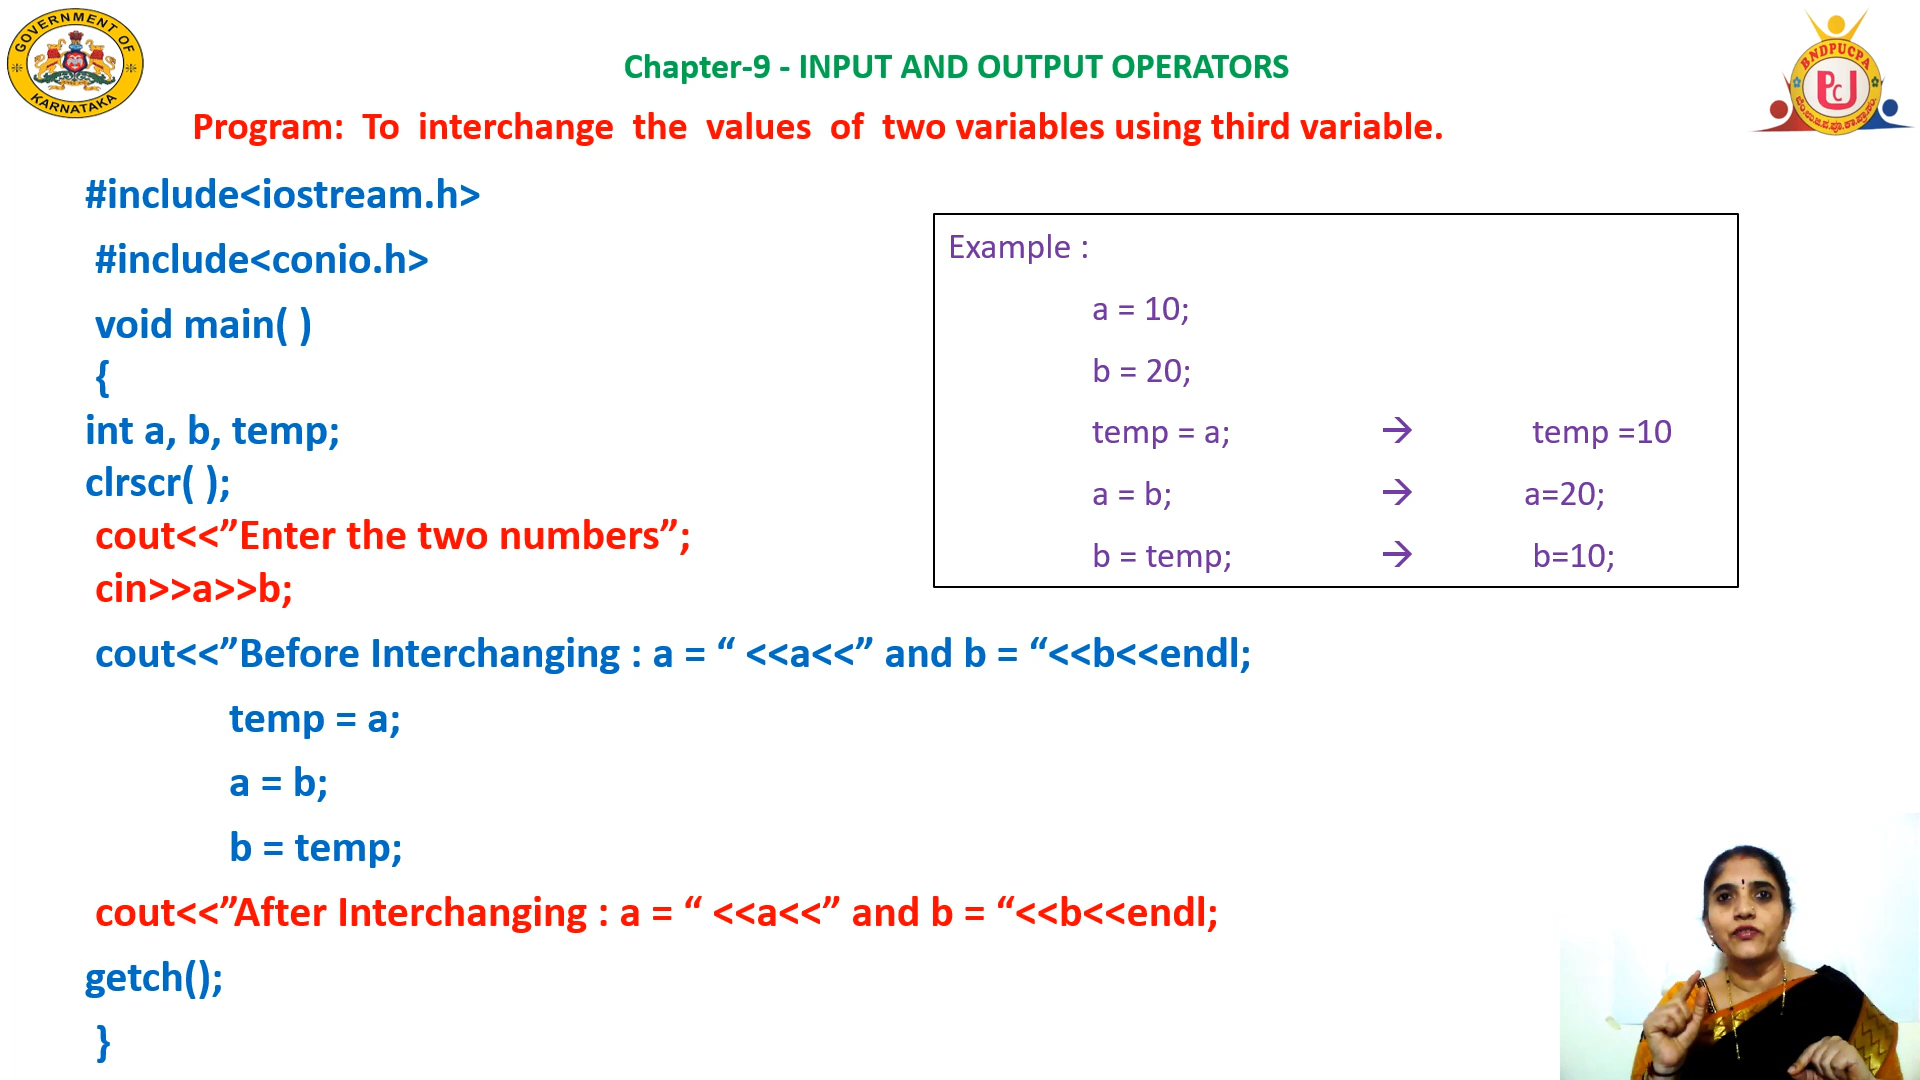 GOVERNMENT OF
KARNATAKA
BNDPUCPA
PUC
Chapter-9 - INPUT AND OUTPUT OPERATORS
Program: To interchange the values of two variables using third variable.
#include<iostream.h>
#include<conio.h>
void main( )
{
int a, b, temp;
clrscr( );
cout<<”Enter the two numbers”;
cin>>a>>b;
cout<<”Before Interchanging : a = “ <<a<<” and b = “<<b<<endl;
temp = a;
a = b;
b = temp;
cout<<”After Interchanging : a = “ <<a<<” and b = “<<b<<endl;
getch();
}
Example :
a = 10;
b = 20;
temp = a; → temp =10
a = b; → a=20;
b = temp; → b=10;